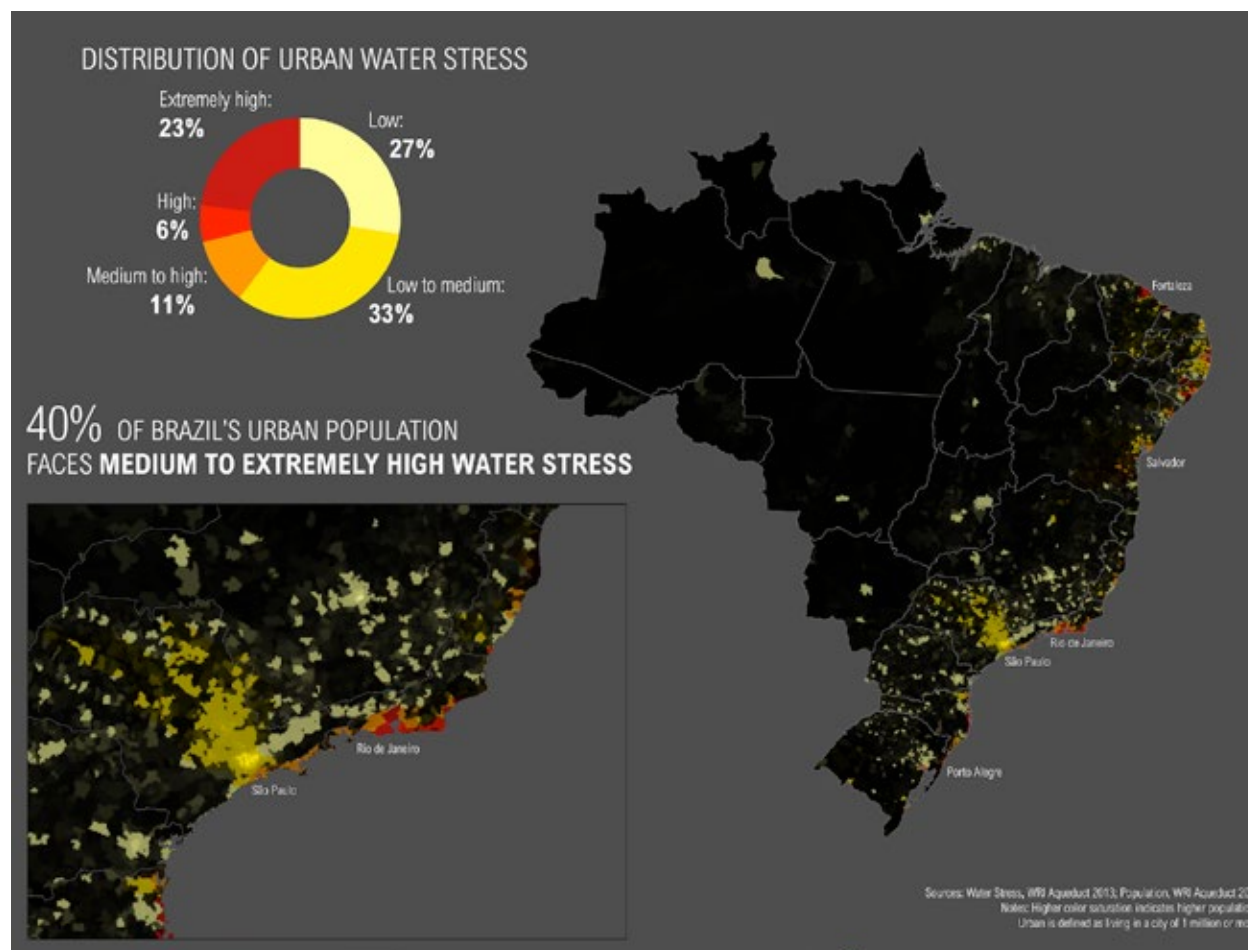 DISTRIBUTION OF URBAN WATER STRESS
Extremely high:
23%
Low:
27%
High:
6%
Medium to high:
11%
Low to medium:
33%
40% OF BRAZIL'S URBAN POPULATION
FACES MEDIUM TO EXTREMELY HIGH WATER STRESS
Fortaleza
Salvador
Rio de Janeiro
São Paulo
Porto Alegre
Rio de Janeiro
São Paulo
Sources: Water Stress, WRI Aqueduct 2013; Population, WRI Aqueduct 20
Notes: Higher color saturation indicates higher populatio
Urban is defined as living in a city of 1 million or mo